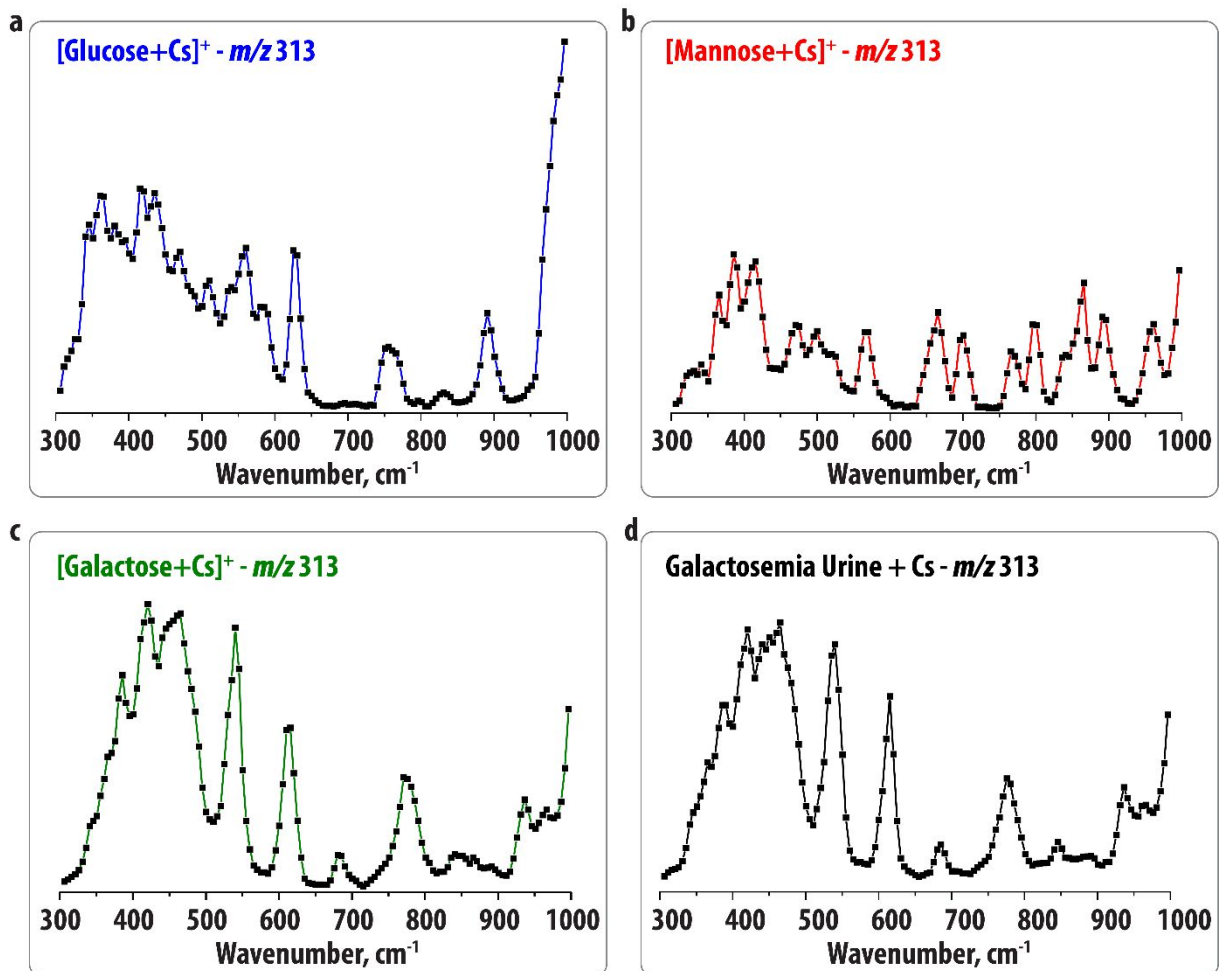 a
[Glucose+Cs]⁺ - m/z 313
300 400 500 600 700 800 900 1000
Wavenumber, cm⁻¹
b
[Mannose+Cs]⁺ - m/z 313
300 400 500 600 700 800 900 1000
Wavenumber, cm⁻¹
c
[Galactose+Cs]⁺ - m/z 313
300 400 500 600 700 800 900 1000
Wavenumber, cm⁻¹
d
Galactosemia Urine + Cs - m/z 313
300 400 500 600 700 800 900 1000
Wavenumber, cm⁻¹